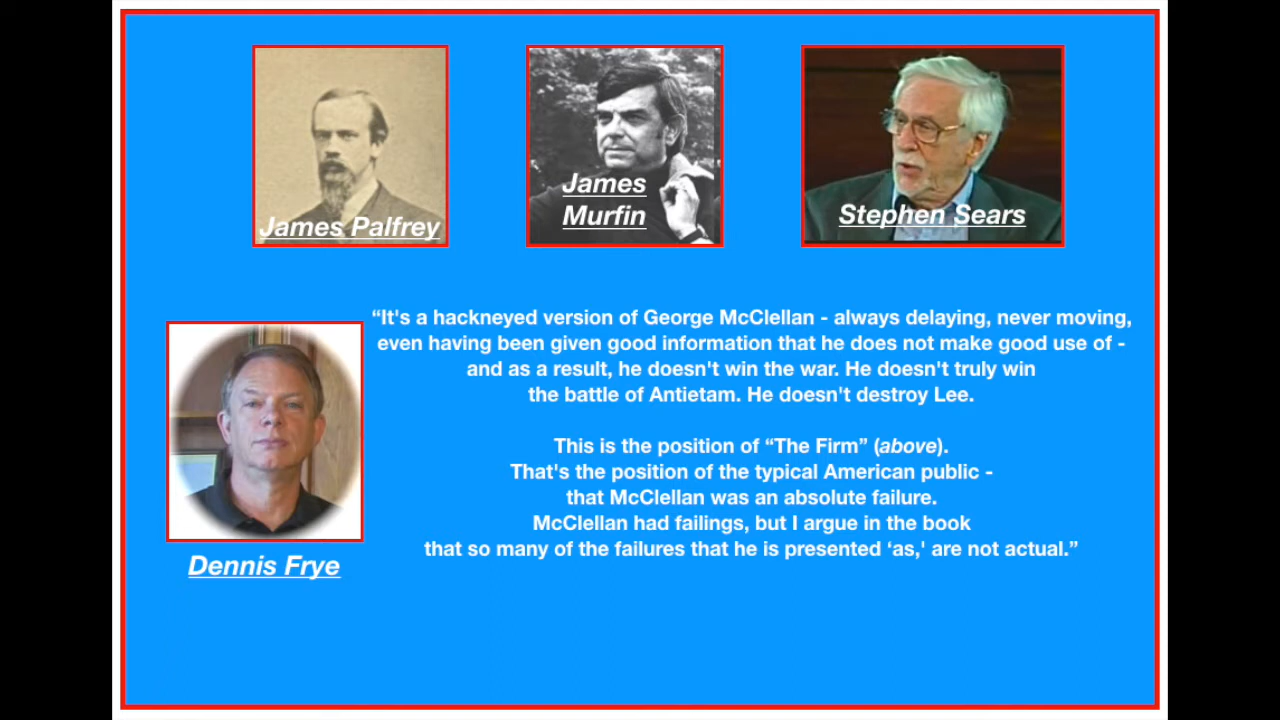 James Palfrey
James
Murfin
Stephen Sears
“It's a hackneyed version of George McClellan - always delaying, never moving,
even having been given good information that he does not make good use of -
and as a result, he doesn't win the war. He doesn't truly win
the battle of Antietam. He doesn't destroy Lee.
This is the position of “The Firm” (above).
That's the position of the typical American public -
that McClellan was an absolute failure.
McClellan had failings, but I argue in the book
that so many of the failures that he is presented ‘as,' are not actual.”
Dennis Frye